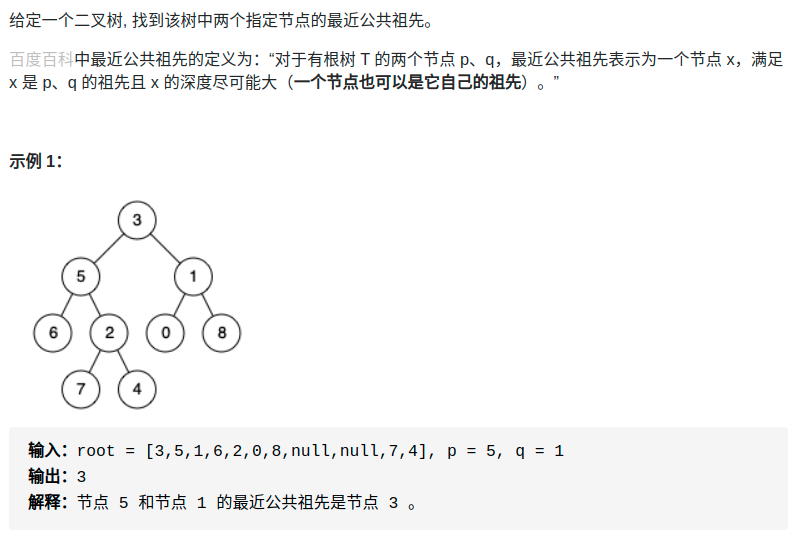 给定一个二叉树, 找到该树中两个指定节点的最近公共祖先。
百度百科中最近公共祖先的定义为：“对于有根树 T 的两个节点 p、q，最近公共祖先表示为一个节点 x，满足
x 是 p、q 的祖先且 x 的深度尽可能大（一个节点也可以是它自己的祖先）。”
示例 1：
3
5 1
6 2 0 8
7 4
输入：root = [3,5,1,6,2,0,8,null,null,7,4], p = 5, q = 1
输出：3
解释：节点 5 和节点 1 的最近公共祖先是节点 3 。